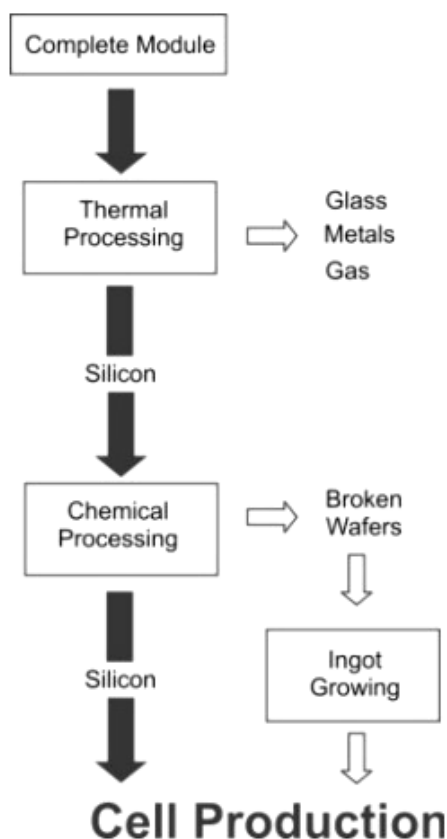 Complete Module
Thermal
Processing
Glass
Metals
Gas
Silicon
Chemical
Processing
Broken
Wafers
Silicon
Ingot
Growing
Cell Production